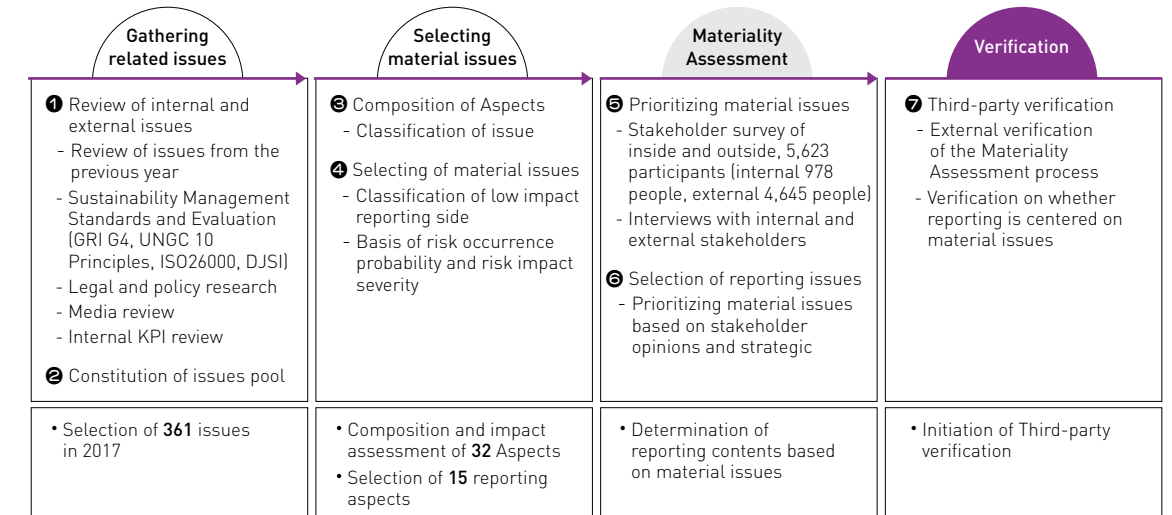 Gathering
related issues
❶ Review of internal and
external issues
- Review of issues from the
previous year
- Sustainability Management
Standards and Evaluation
(GRI G4, UNGC 10
Principles, ISO26000, DJSI)
- Legal and policy research
- Media review
- Internal KPI review
❷ Constitution of issues pool
• Selection of 361 issues
in 2017
Selecting
material issues
❸ Composition of Aspects
- Classification of issue
❹ Selecting of material issues
- Classification of low impact
reporting side
- Basis of risk occurrence
probability and risk impact
severity
• Composition and impact
assessment of 32 Aspects
• Selection of 15 reporting
aspects
Materiality
Assessment
❺ Prioritizing material issues
- Stakeholder survey of
inside and outside, 5,623
participants (internal 978
people, external 4,645 people)
- Interviews with internal and
external stakeholders
❻ Selection of reporting issues
- Prioritizing material issues
based on stakeholder
opinions and strategic
• Determination of
reporting contents based
on material issues
Verification
❼ Third-party verification
- External verification
of the Materiality
Assessment process
- Verification on whether
reporting is centered on
material issues
• Initiation of Third-party
verification